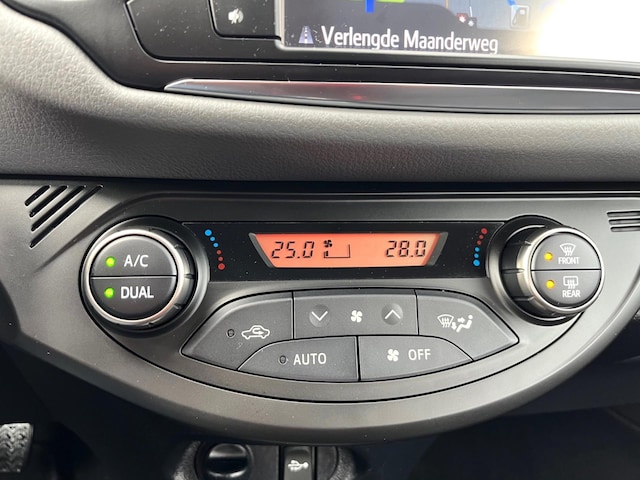 Verlengde Maanderweg
25.0 28.0
A/C FRONT
DUAL REAR
AUTO OFF